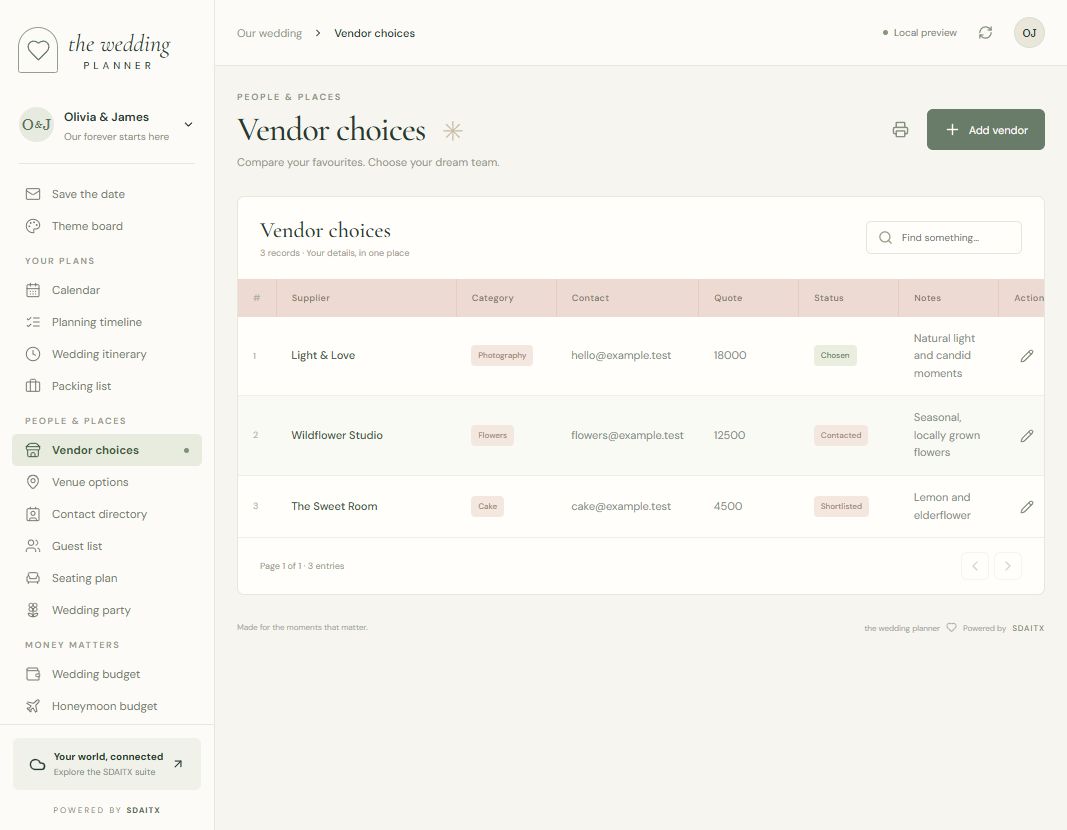 the wedding
PLANNER
O&J
Olivia & James
Our forever starts here
Save the date
Theme board
YOUR PLANS
Calendar
Planning timeline
Wedding itinerary
Packing list
PEOPLE & PLACES
Vendor choices
Venue options
Contact directory
Guest list
Seating plan
Wedding party
MONEY MATTERS
Wedding budget
Honeymoon budget
Your world, connected
Explore the SDAITX suite
POWERED BY SDAITX
Our wedding > Vendor choices
Local preview
OJ
PEOPLE & PLACES
Vendor choices
Compare your favourites. Choose your dream team.
Add vendor
Vendor choices
3 records · Your details, in one place
Find something...
# Supplier Category Contact Quote Status Notes Action
1 Light & Love Photography hello@example.test 18000 Chosen Natural light
and candid
moments
2 Wildflower Studio Flowers flowers@example.test 12500 Contacted Seasonal,
locally grown
flowers
3 The Sweet Room Cake cake@example.test 4500 Shortlisted Lemon and
elderflower
Page 1 of 1 · 3 entries
Made for the moments that matter.
the wedding planner Powered by SDAITX